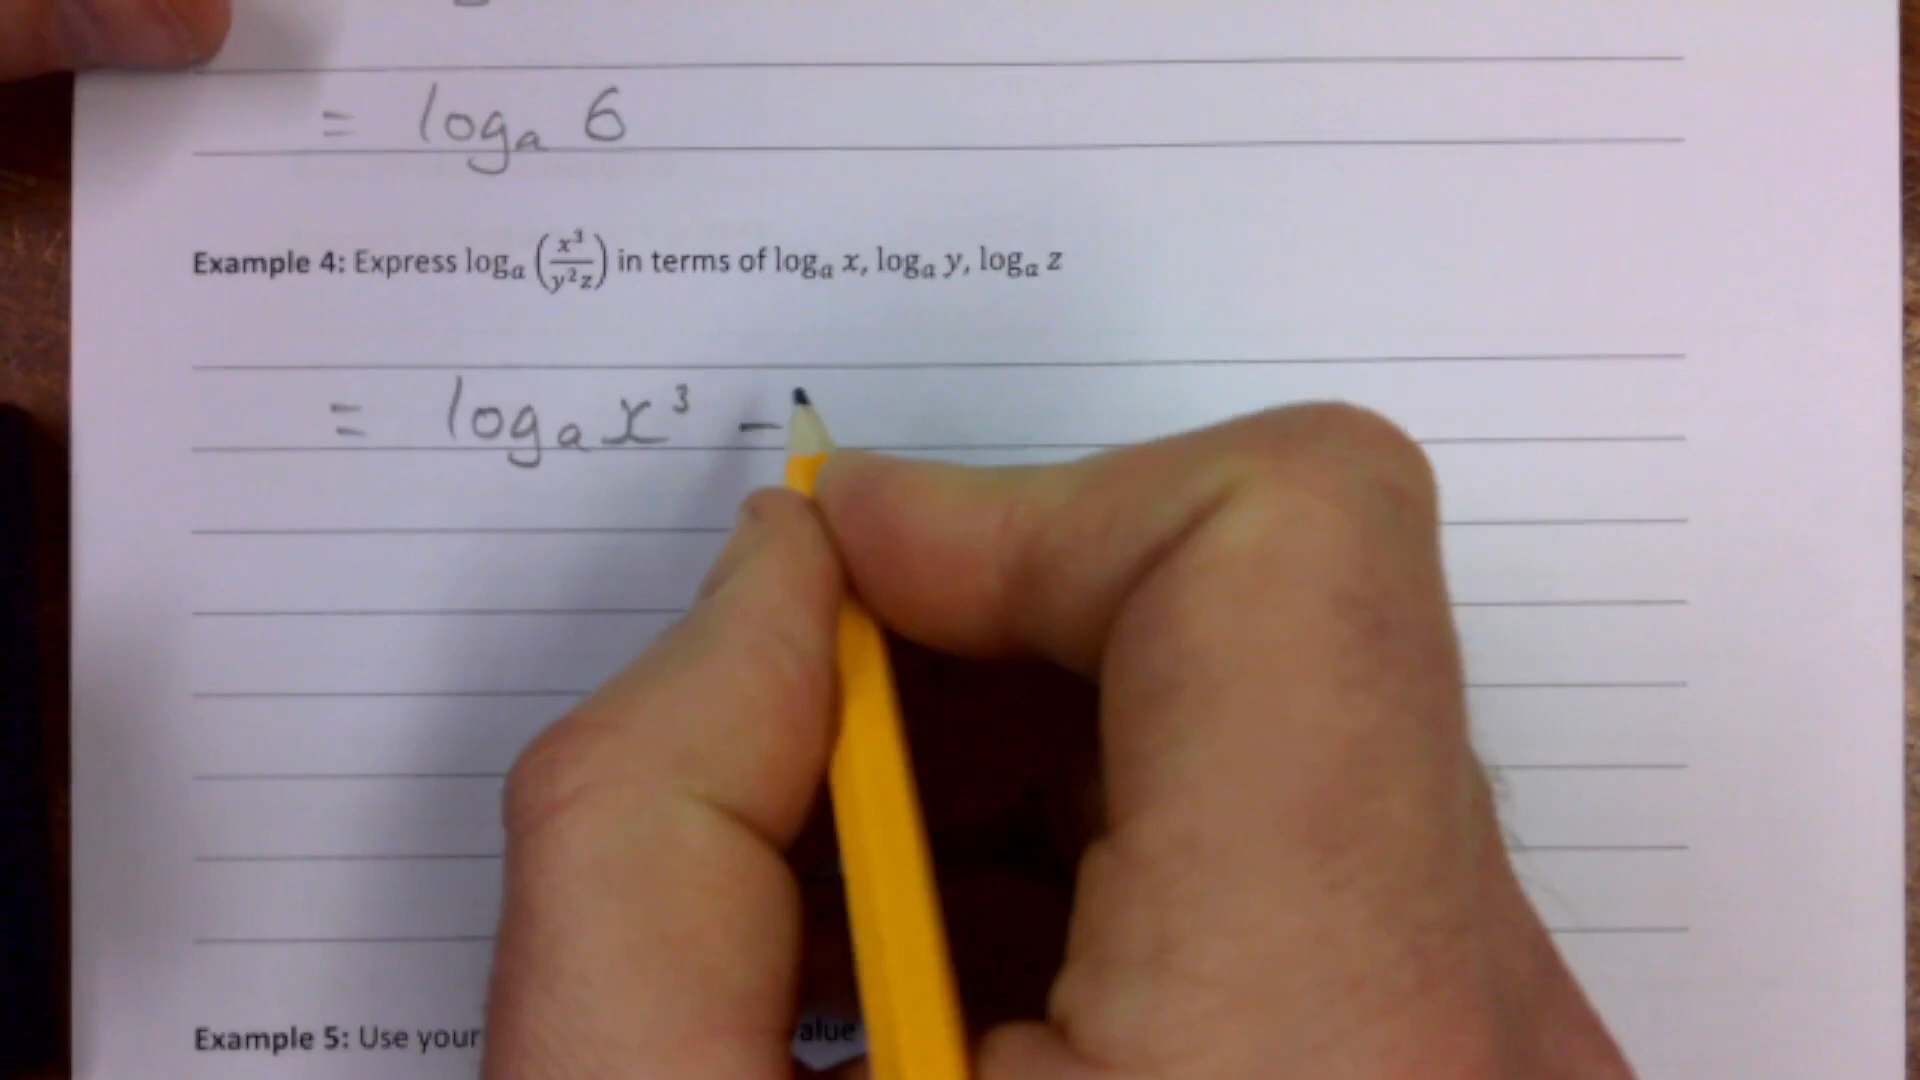 = logₐ 6
Example 4: Express logₐ (x³/y²z) in terms of logₐ x, logₐ y, logₐ z
= logₐ x³ -
Example 5: Use your alue